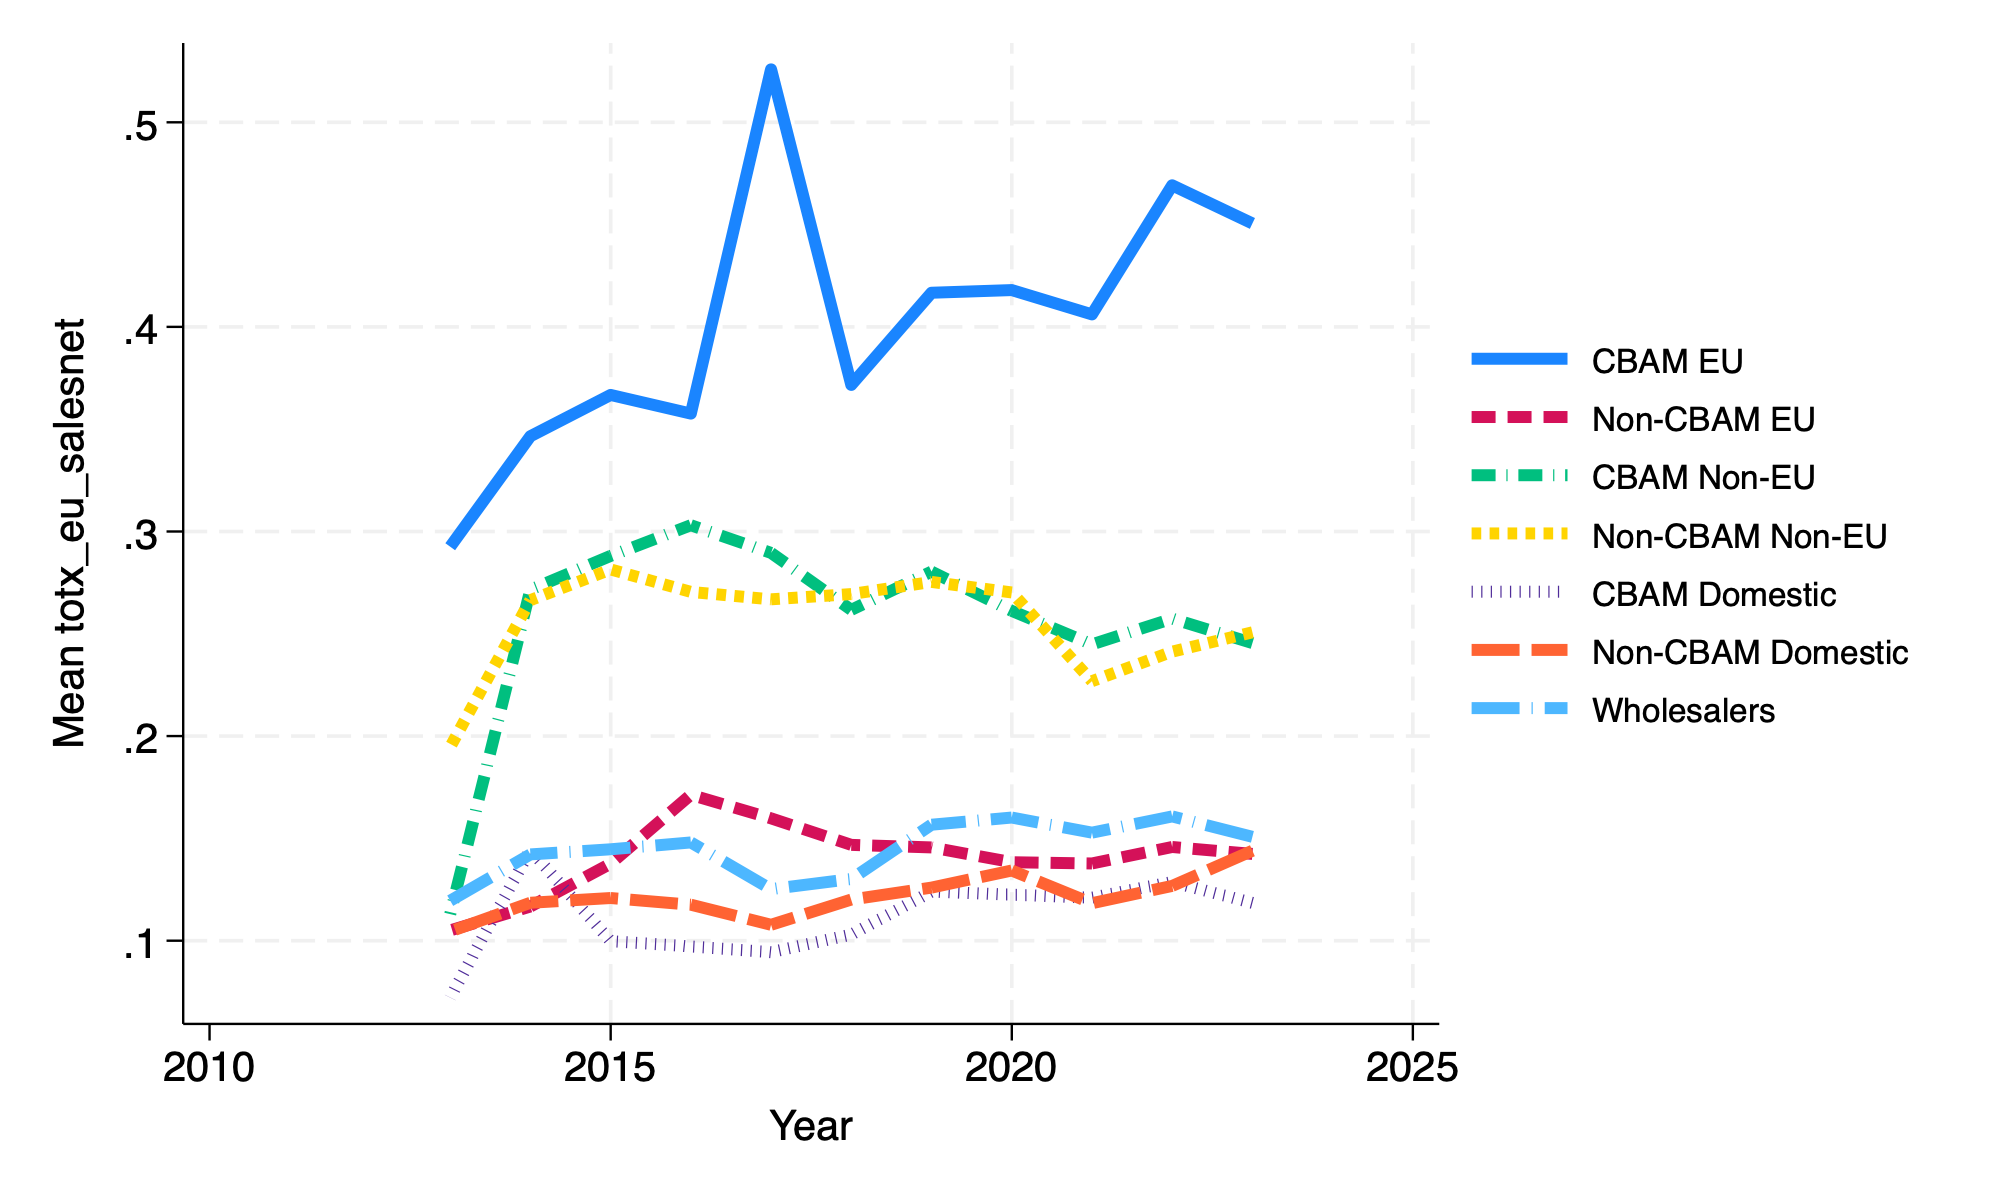 Mean totx_eu_salesnet
.5
.4
.3
.2
.1
2010 2015 2020 2025
Year
CBAM EU
Non-CBAM EU
CBAM Non-EU
Non-CBAM Non-EU
CBAM Domestic
Non-CBAM Domestic
Wholesalers